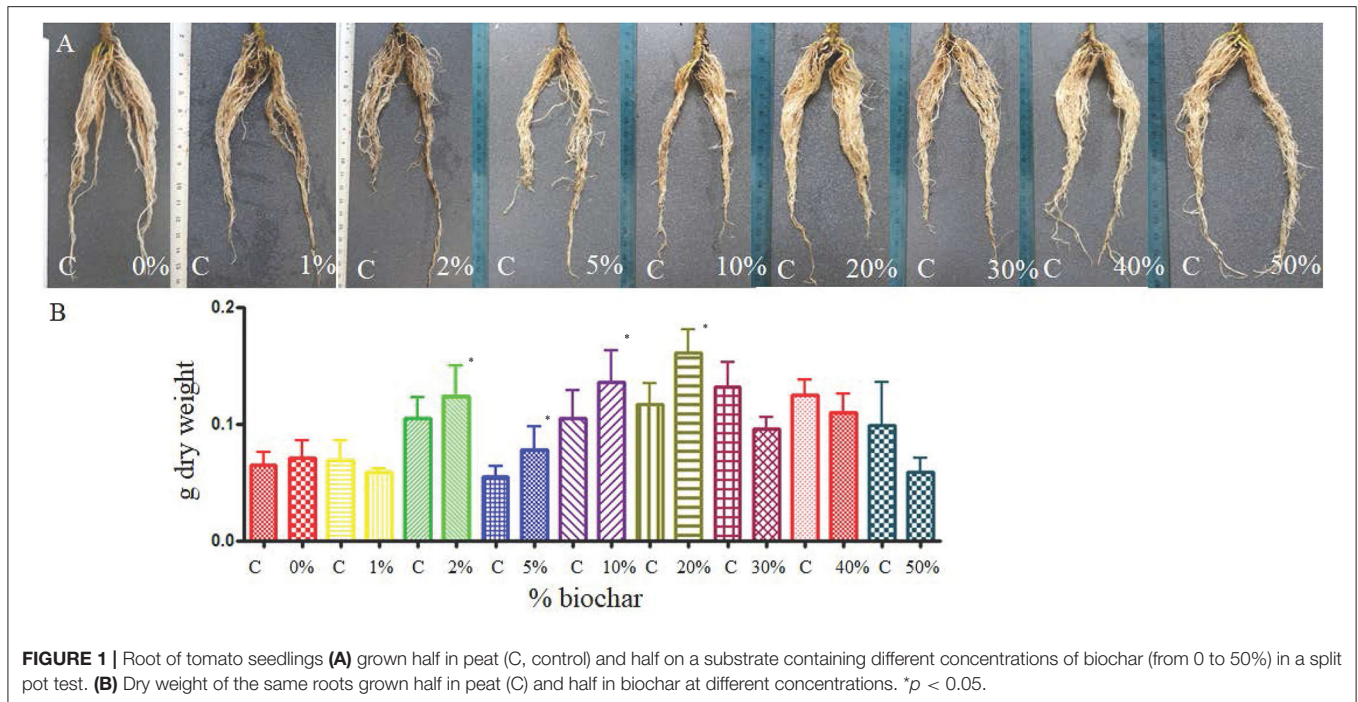 A
C 0% C 1% C 2% C 5% C 10% C 20% C 30% C 40% C 50%
B
0.2
0.1
0.0
g dry weight
* * * *
C 0% C 1% C 2% C 5% C 10% C 20% C 30% C 40% C 50%
% biochar
FIGURE 1 | Root of tomato seedlings (A) grown half in peat (C, control) and half on a substrate containing different concentrations of biochar (from 0 to 50%) in a split
pot test. (B) Dry weight of the same roots grown half in peat (C) and half in biochar at different concentrations. *p < 0.05.